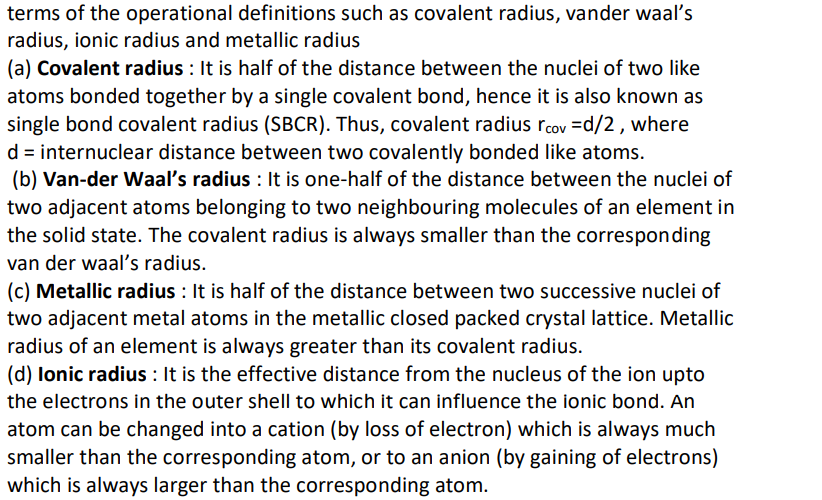 terms of the operational definitions such as covalent radius, vander waal’s
radius, ionic radius and metallic radius
(a) Covalent radius : It is half of the distance between the nuclei of two like
atoms bonded together by a single covalent bond, hence it is also known as
single bond covalent radius (SBCR). Thus, covalent radius rcov =d/2 , where
d = internuclear distance between two covalently bonded like atoms.
(b) Van-der Waal’s radius : It is one-half of the distance between the nuclei of
two adjacent atoms belonging to two neighbouring molecules of an element in
the solid state. The covalent radius is always smaller than the corresponding
van der waal’s radius.
(c) Metallic radius : It is half of the distance between two successive nuclei of
two adjacent metal atoms in the metallic closed packed crystal lattice. Metallic
radius of an element is always greater than its covalent radius.
(d) Ionic radius : It is the effective distance from the nucleus of the ion upto
the electrons in the outer shell to which it can influence the ionic bond. An
atom can be changed into a cation (by loss of electron) which is always much
smaller than the corresponding atom, or to an anion (by gaining of electrons)
which is always larger than the corresponding atom.